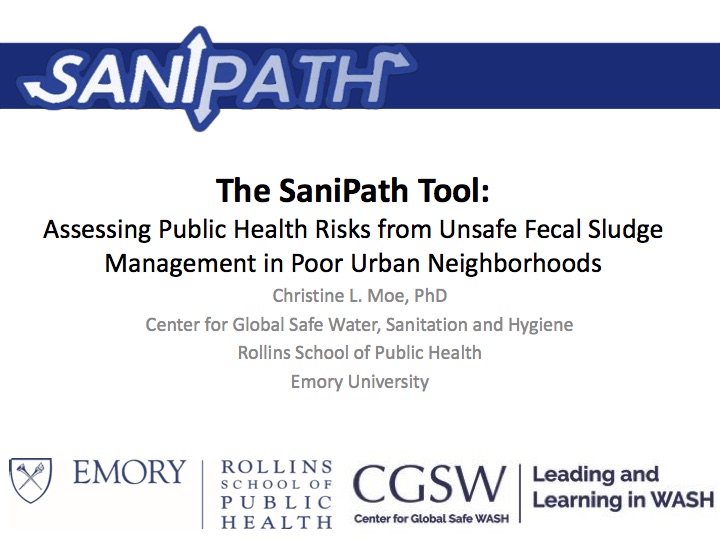 SANIPATH
The SaniPath Tool:
Assessing Public Health Risks from Unsafe Fecal Sludge
Management in Poor Urban Neighborhoods
Christine L. Moe, PhD
Center for Global Safe Water, Sanitation and Hygiene
Rollins School of Public Health
Emory University
EMORY
ROLLINS
SCHOOL OF
PUBLIC
HEALTH
CGSW
Center for Global Safe WASH
Leading and
Learning in WASH